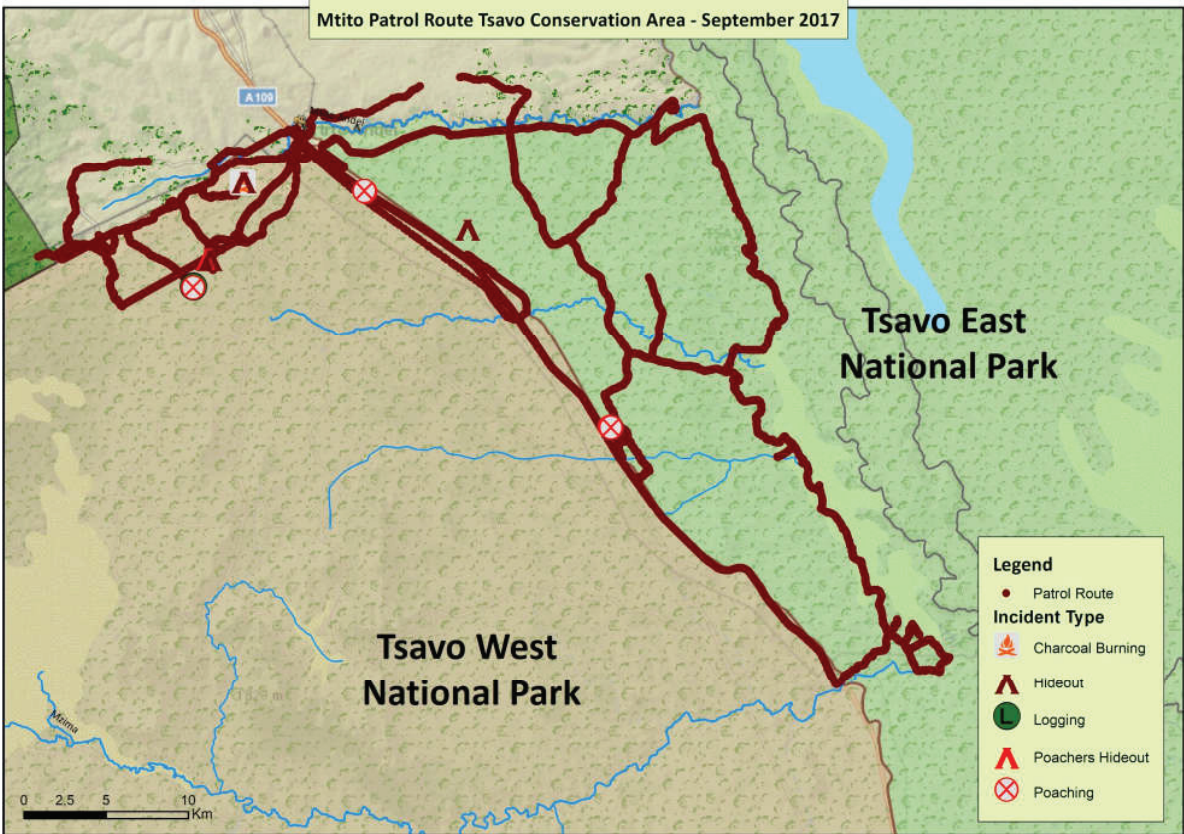 Mtito Patrol Route Tsavo Conservation Area - September 2017
A 109
Tsavo East
National Park
Tsavo West
National Park
Mzima
0 2.5 5 10
Km
Legend
Patrol Route
Incident Type
Charcoal Burning
Hideout
L
Logging
Poachers Hideout
Poaching